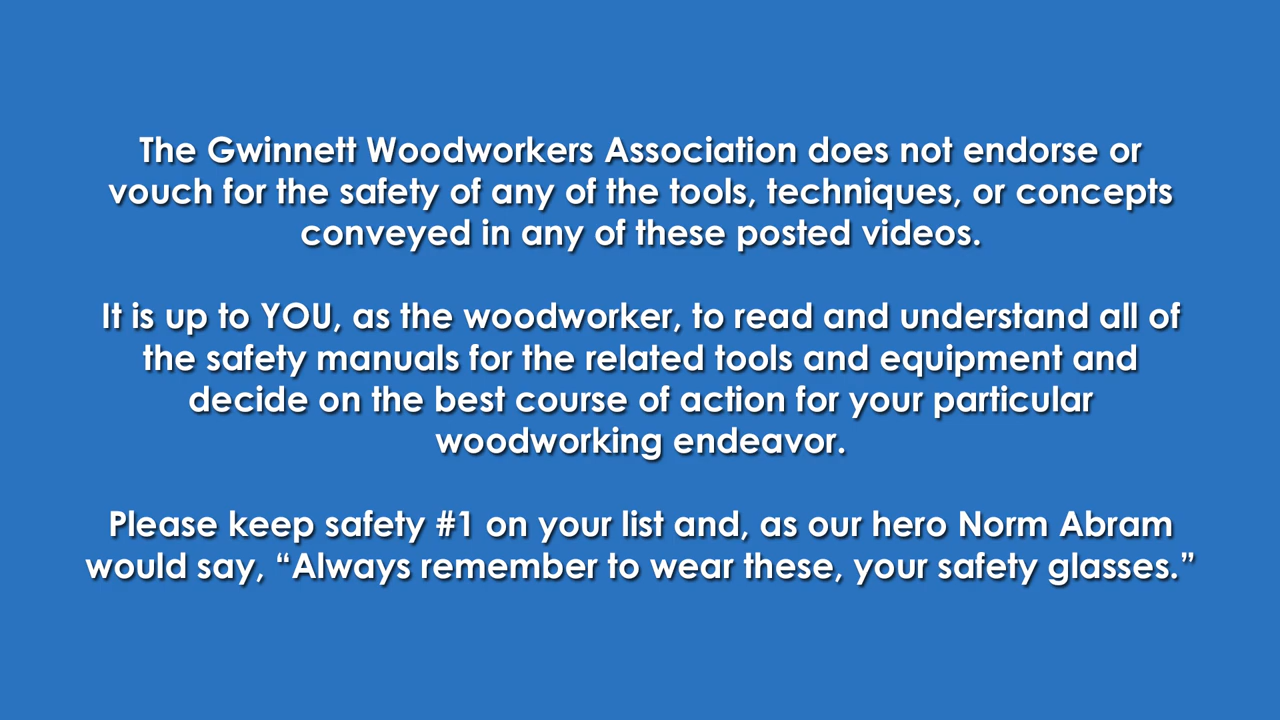 The Gwinnett Woodworkers Association does not endorse or
vouch for the safety of any of the tools, techniques, or concepts
conveyed in any of these posted videos.
It is up to YOU, as the woodworker, to read and understand all of
the safety manuals for the related tools and equipment and
decide on the best course of action for your particular
woodworking endeavor.
Please keep safety #1 on your list and, as our hero Norm Abram
would say, “Always remember to wear these, your safety glasses.”